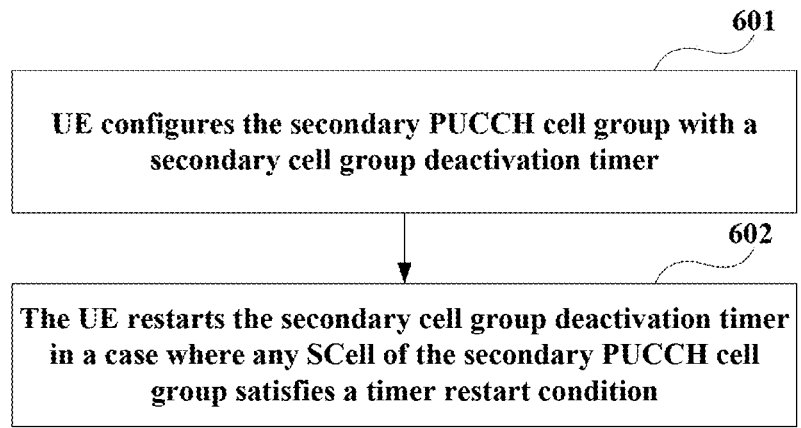 601
UE configures the secondary PUCCH cell group with a
secondary cell group deactivation timer
602
The UE restarts the secondary cell group deactivation timer
in a case where any SCell of the secondary PUCCH cell
group satisfies a timer restart condition